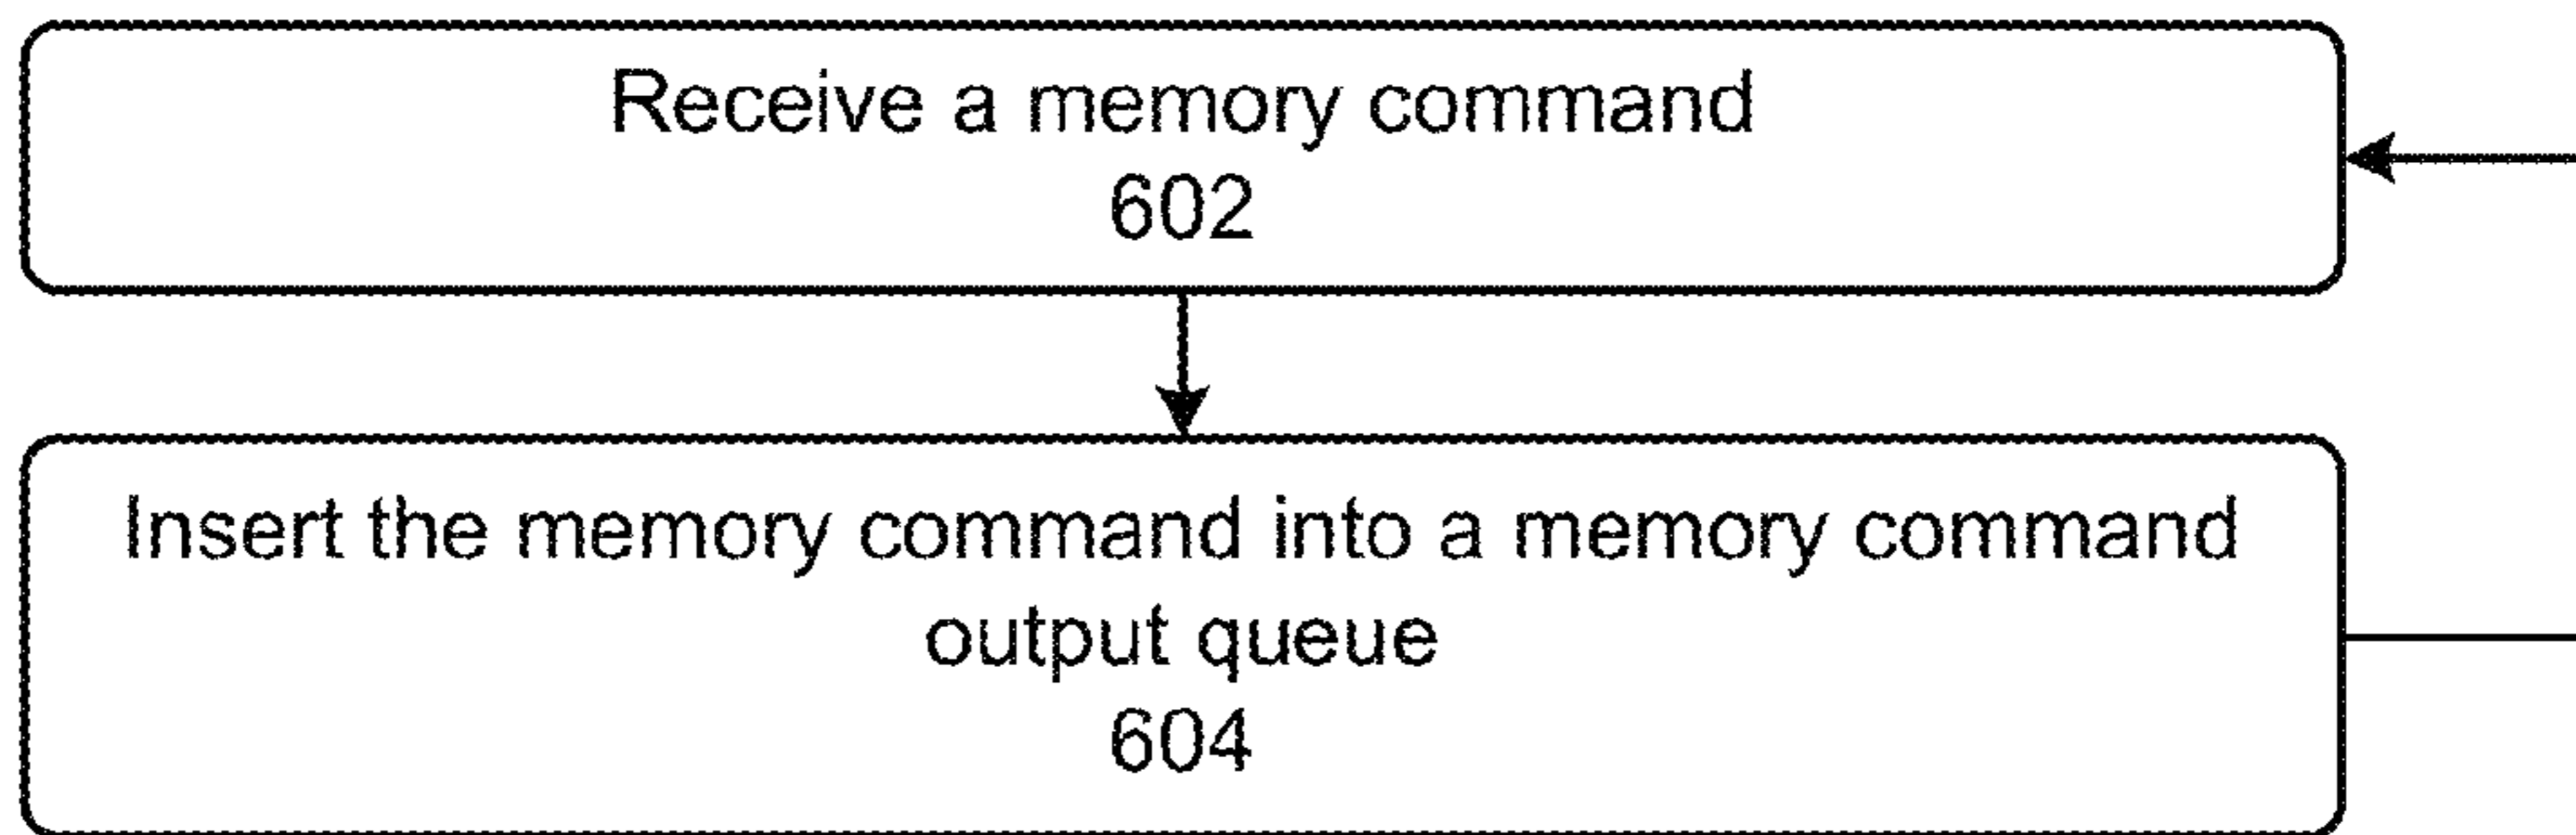 Receive a memory command
602
Insert the memory command into a memory command
output queue
604